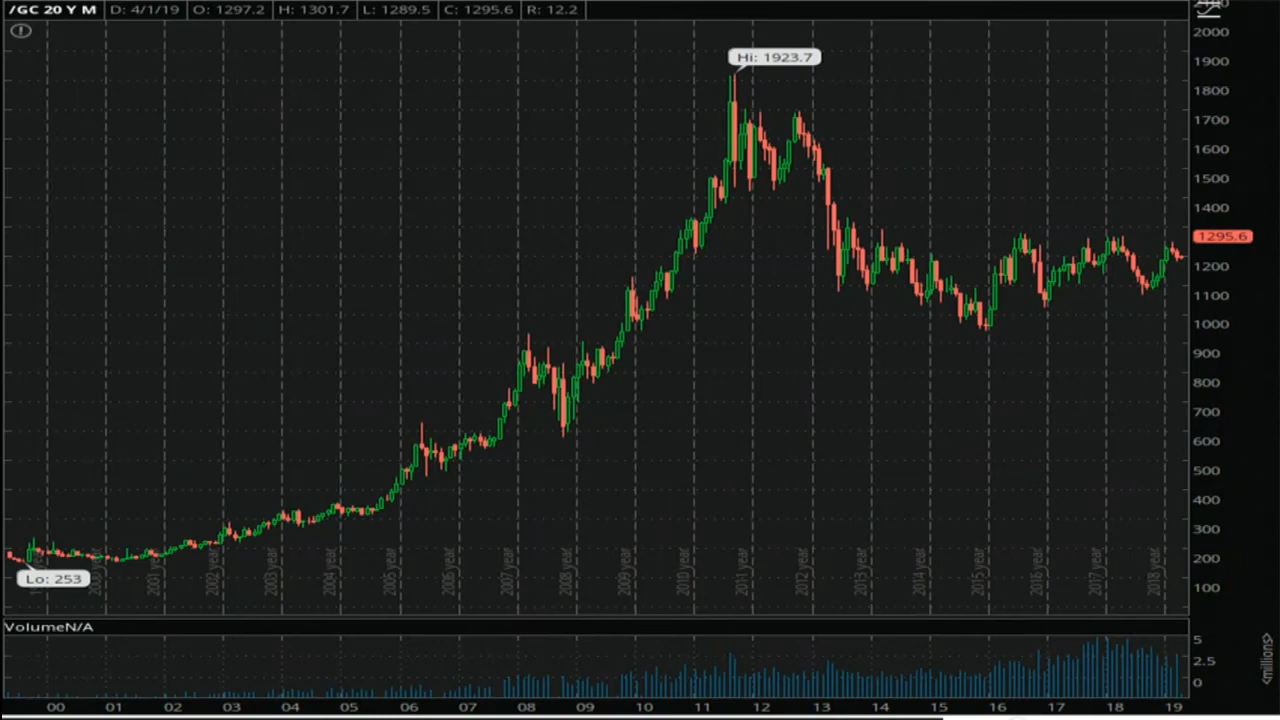 /GC 20 Y M D: 4/1/19 O: 1297.2 H: 1301.7 L: 1289.5 C: 1295.6 R: 12.2
2100
2000
Hi: 1923.7
1900
1800
1700
1600
1500
1400
1295.6
1200
1100
1000
900
800
700
600
500
400
300
200
100
2001 year
2002 year
2003 year
2004 year
2005 year
2006 year
2007 year
2008 year
2009 year
2010 year
2011 year
2012 year
2013 year
2014 year
2015 year
2016 year
2017 year
2018 year
Lo: 253
VolumeN/A
5
2.5
0
<millions>
00 01 02 03 04 05 06 07 08 09 10 11 12 13 14 15 16 17 18 19